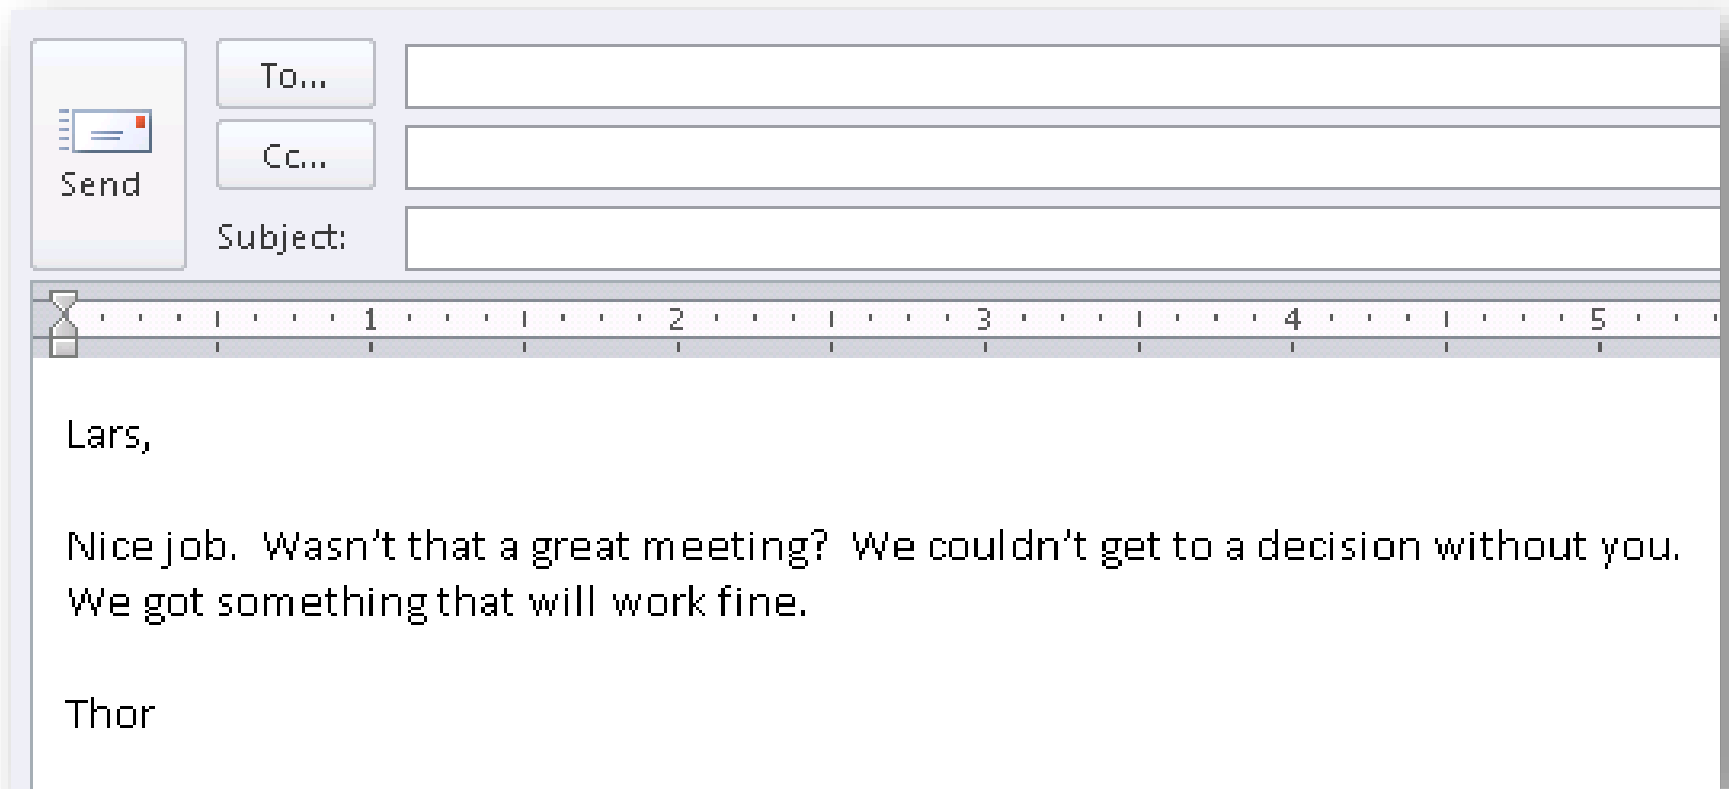 To...
Cc...
Send
Subject:
1 2 3 4 5
Lars,
Nice job.  Wasn't that a great meeting?  We couldn't get to a decision without you.
We got something that will work fine.
Thor